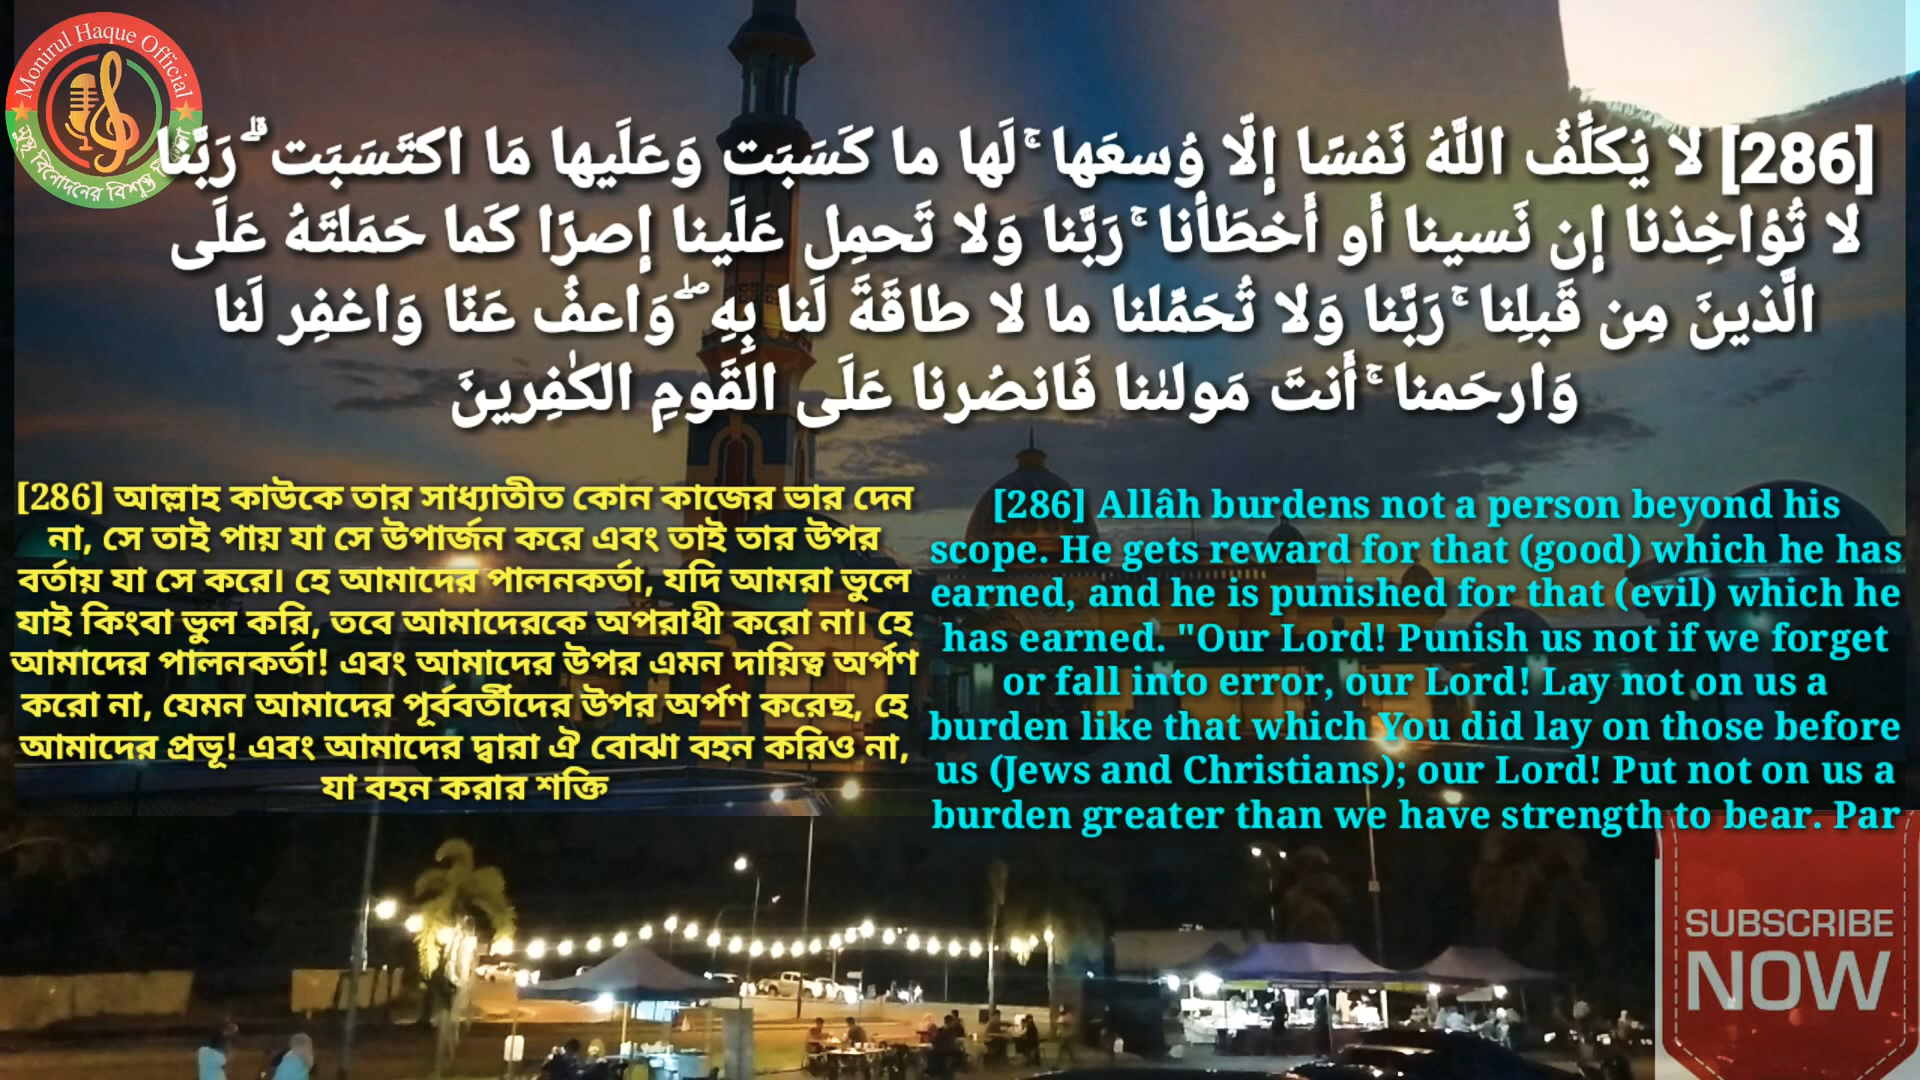 Monirul Haque Official
[286] لا يُكَلِّفُ اللَّهُ نَفسًا إِلّا وُسعَها ۚ لَها ما كَسَبَت وَعَلَيها مَا اكتَسَبَت ۗ رَبَّنا
لا تُؤاخِذنا إِن نَسينا أَو أَخطَأنا ۚ رَبَّنا وَلا تَحمِل عَلَينا إِصرًا كَما حَمَلتَهُ عَلَى
الَّذينَ مِن قَبلِنا ۚ رَبَّنا وَلا تُحَمِّلنا ما لا طاقَةَ لَنا بِهِ ۖ وَاعفُ عَنّا وَاغفِر لَنا
وَارحَمنا ۚ أَنتَ مَولىٰنا فَانصُرنا عَلَى القَومِ الكٰفِرينَ
[286] আল্লাহ কাউকে তার সাধ্যাতীত কোন কাজের ভার দেন
না, সে তাই পায় যা সে উপার্জন করে এবং তাই তার উপর
বর্তায় যা সে করে। হে আমাদের পালনকর্তা, যদি আমরা ভুলে
যাই কিংবা ভুল করি, তবে আমাদেরকে অপরাধী করো না। হে
আমাদের পালনকর্তা! এবং আমাদের উপর এমন দায়িত্ব অর্পণ
করো না, যেমন আমাদের পূর্ববর্তীদের উপর অর্পণ করেছ, হে
আমাদের প্রভূ! এবং আমাদের দ্বারা ঐ বোঝা বহন করিও না,
যা বহন করার শক্তি
[286] Allâh burdens not a person beyond his
scope. He gets reward for that (good) which he has
earned, and he is punished for that (evil) which he
has earned. "Our Lord! Punish us not if we forget
or fall into error, our Lord! Lay not on us a
burden like that which You did lay on those before
us (Jews and Christians); our Lord! Put not on us a
burden greater than we have strength to bear. Par
SUBSCRIBE
NOW